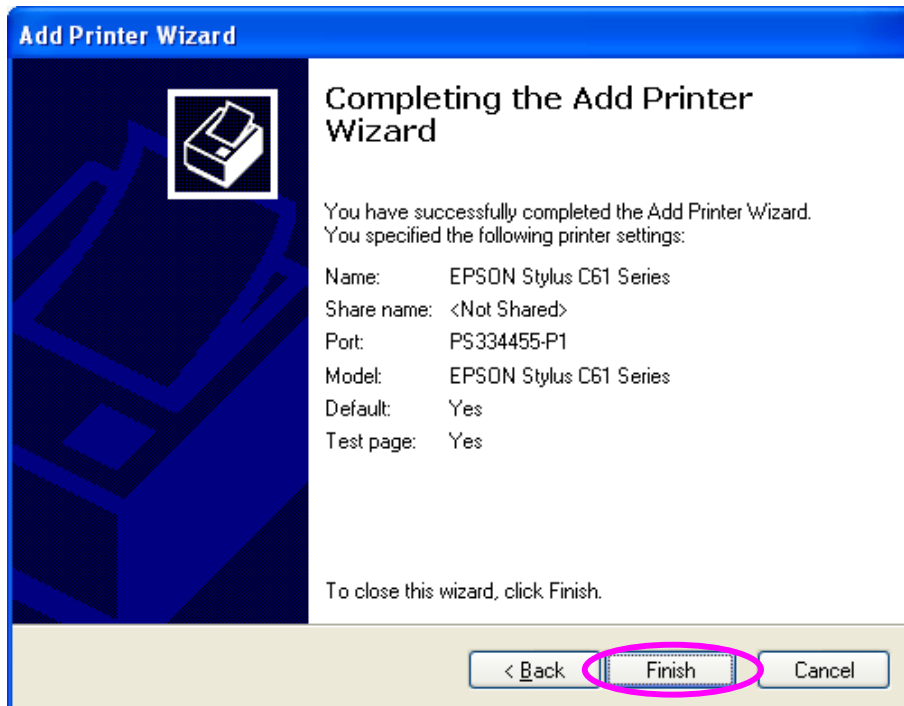 Add Printer Wizard
Completing the Add Printer
Wizard
You have successfully completed the Add Printer Wizard.
You specified the following printer settings:
Name: EPSON Stylus C61 Series
Share name: <Not Shared>
Port: PS334455-P1
Model: EPSON Stylus C61 Series
Default: Yes
Test page: Yes
To close this wizard, click Finish.
< Back Finish Cancel